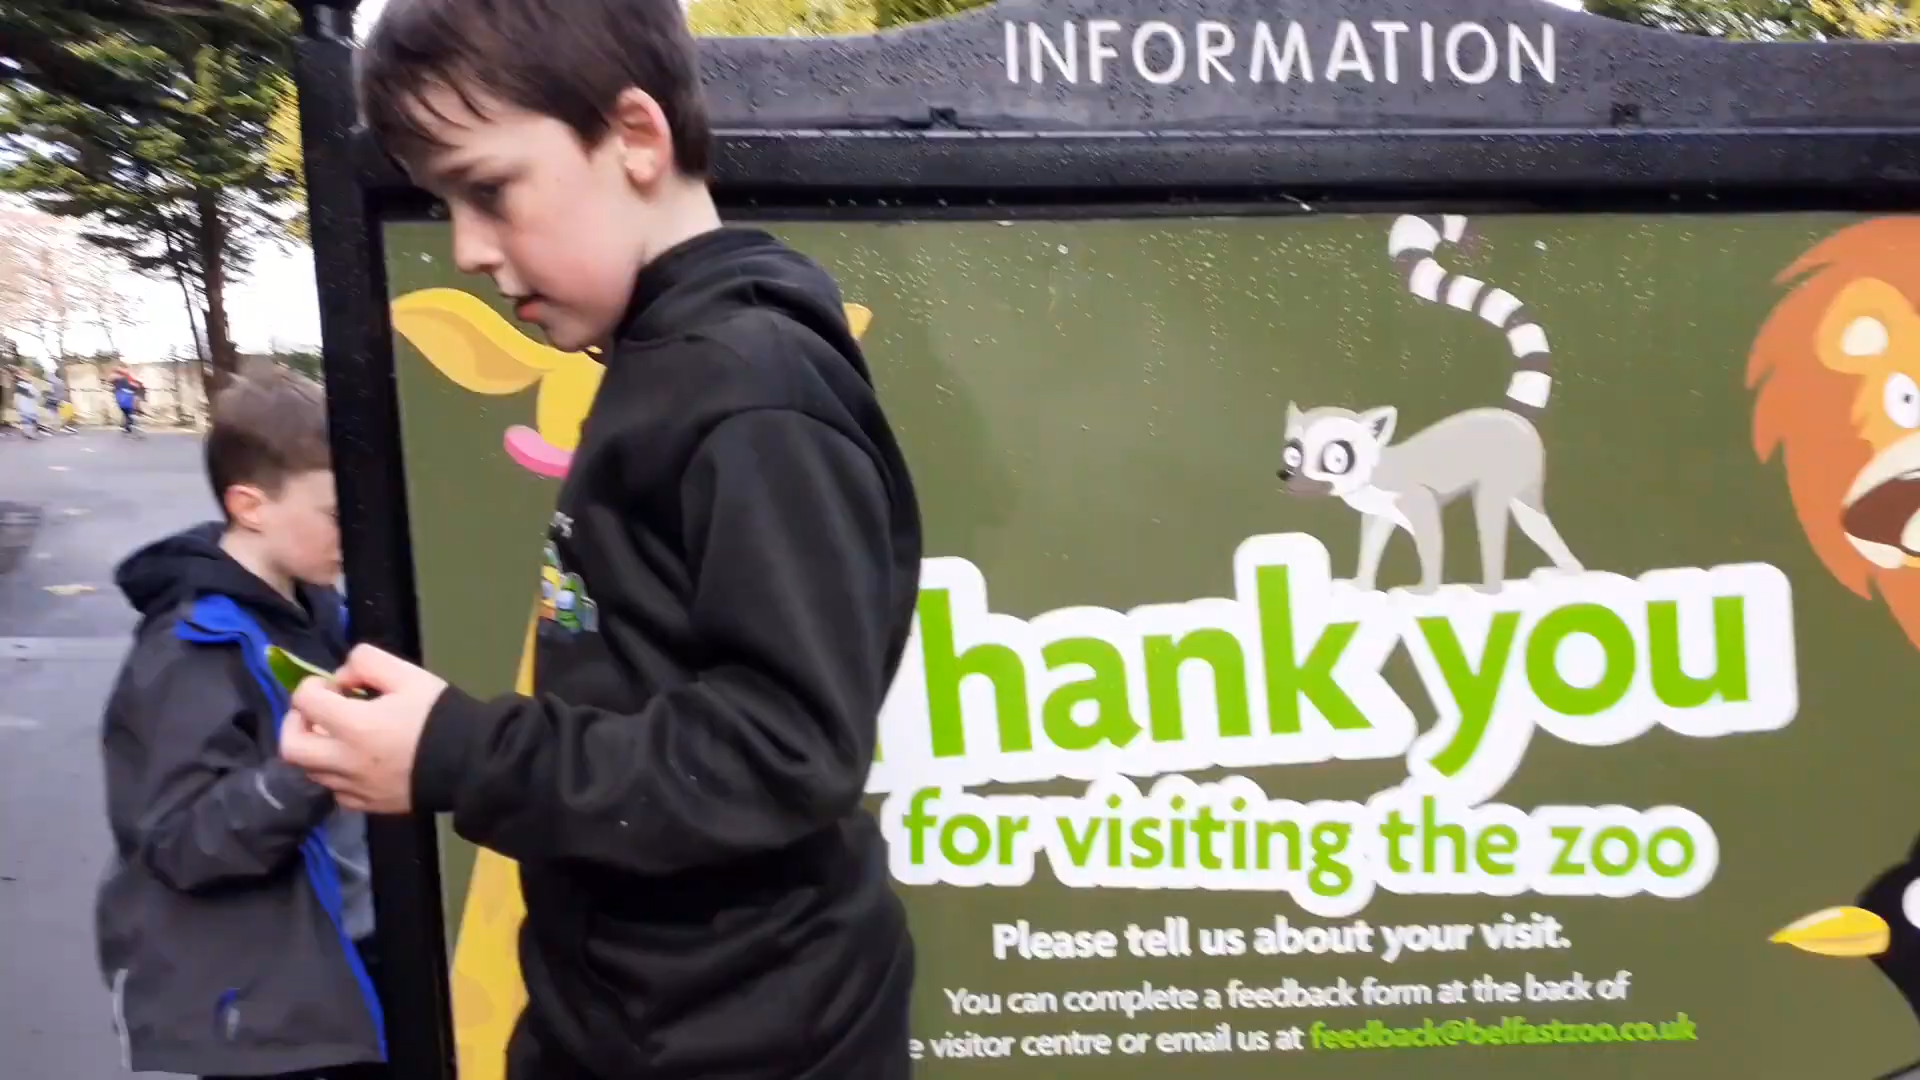 INFORMATION
Thank you
for visiting the zoo
Please tell us about your visit.
You can complete a feedback form at the back of
visitor centre or email us at feedback@belfastzoo.co.uk